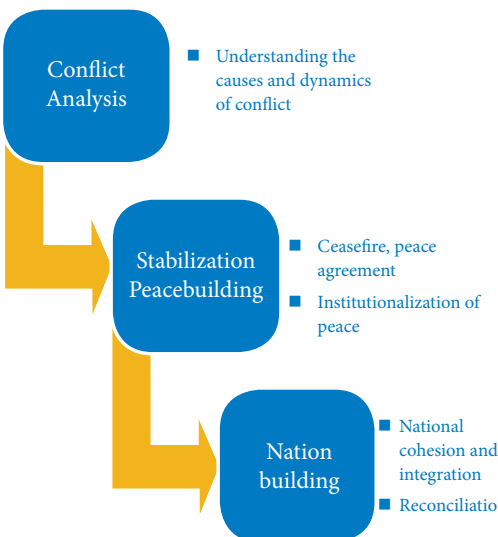 Conflict
Analysis
■ Understanding the
causes and dynamics
of conflict
Stabilization
Peacebuilding
■ Ceasefire, peace
agreement
■ Institutionalization of
peace
Nation
building
■ National
cohesion and
integration
■ Reconciliatio